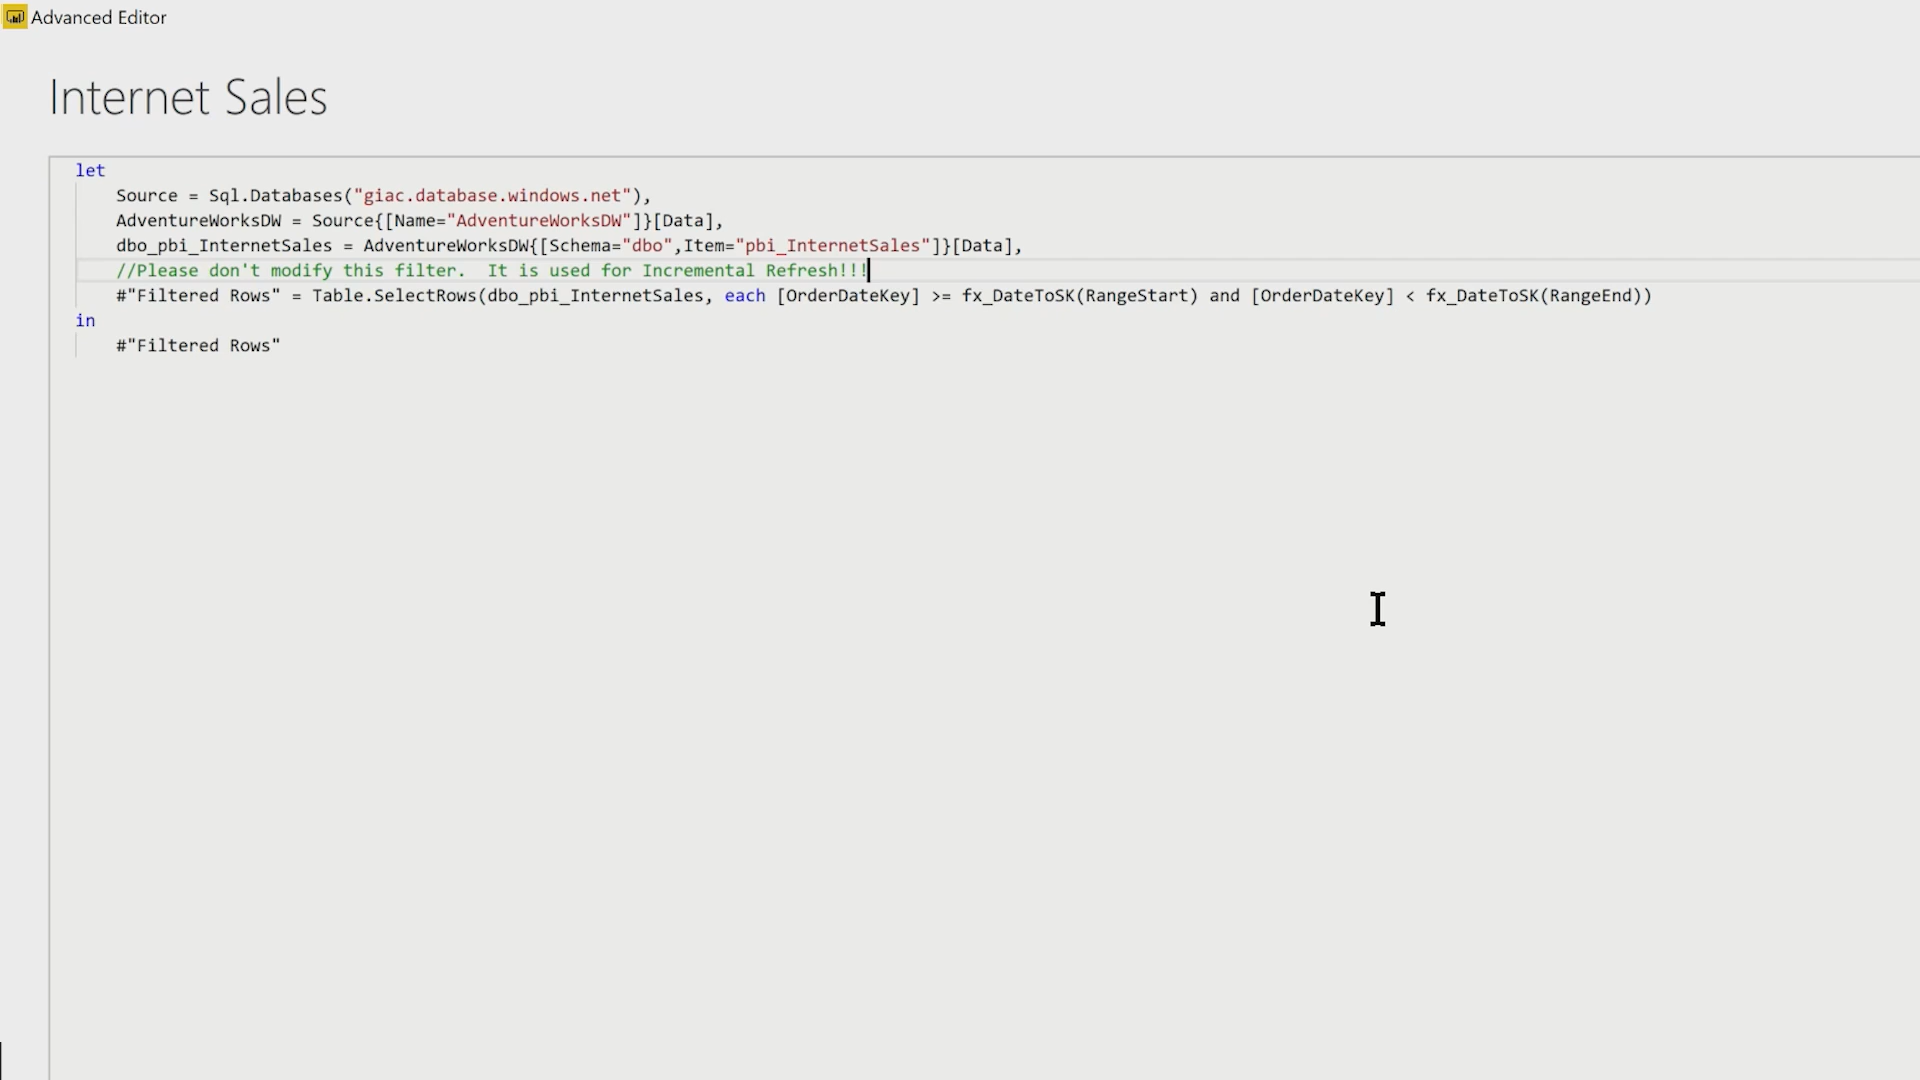 Advanced Editor
Internet Sales
let
Source = Sql.Databases("giac.database.windows.net"),
AdventureWorksDW = Source{[Name="AdventureWorksDW"]}[Data],
dbo_pbi_InternetSales = AdventureWorksDW{[Schema="dbo",Item="pbi_InternetSales"]}[Data],
//Please don't modify this filter.  It is used for Incremental Refresh!!!
#"Filtered Rows" = Table.SelectRows(dbo_pbi_InternetSales, each [OrderDateKey] >= fx_DateToSK(RangeStart) and [OrderDateKey] < fx_DateToSK(RangeEnd))
in
#"Filtered Rows"